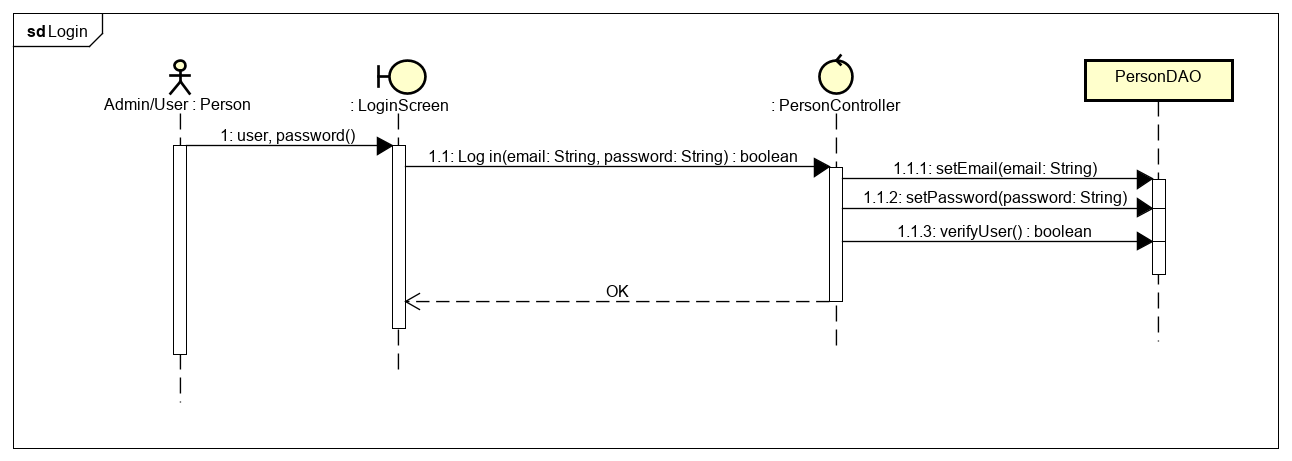 sd Login
Admin/User : Person
: LoginScreen
: PersonController
PersonDAO
1: user, password()
1.1: Log in(email: String, password: String) : boolean
1.1.1: setEmail(email: String)
1.1.2: setPassword(password: String)
1.1.3: verifyUser() : boolean
OK